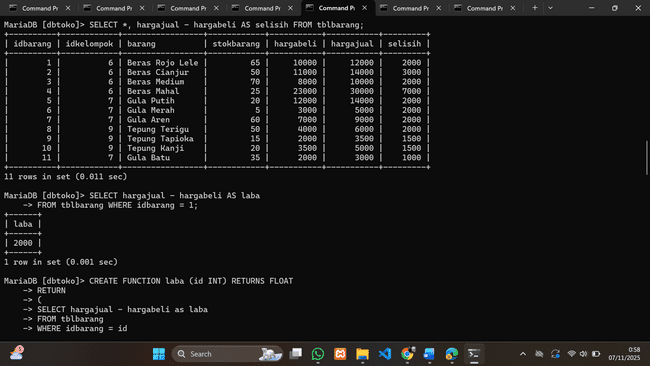 Command Pr
Command Pr
Command Pr
Command Pr
Command Pr
Command Pr
Command Pr
MariaDB [dbtoko]> SELECT *, hargajual - hargabeli AS selisih FROM tblbarang;
+----------+------------+-----------------+------------+-----------+-----------+---------+
| idbarang | idkelompok | barang | stokbarang | hargabeli | hargajual | selisih |
+----------+------------+-----------------+------------+-----------+-----------+---------+
| 1 | 6 | Beras Rojo Lele | 65 | 10000 | 12000 | 2000 |
| 2 | 6 | Beras Cianjur | 50 | 11000 | 14000 | 3000 |
| 3 | 6 | Beras Medium | 70 | 8000 | 10000 | 2000 |
| 4 | 6 | Beras Mahal | 25 | 23000 | 30000 | 7000 |
| 5 | 7 | Gula Putih | 20 | 12000 | 14000 | 2000 |
| 6 | 7 | Gula Merah | 5 | 3000 | 5000 | 2000 |
| 7 | 7 | Gula Aren | 60 | 7000 | 9000 | 2000 |
| 8 | 9 | Tepung Terigu | 50 | 4000 | 6000 | 2000 |
| 9 | 9 | Tepung Tapioka | 15 | 2000 | 3500 | 1500 |
| 10 | 9 | Tepung Kanji | 20 | 3500 | 5000 | 1500 |
| 11 | 7 | Gula Batu | 35 | 2000 | 3000 | 1000 |
+----------+------------+-----------------+------------+-----------+-----------+---------+
11 rows in set (0.011 sec)
MariaDB [dbtoko]> SELECT hargajual - hargabeli AS laba
-> FROM tblbarang WHERE idbarang = 1;
+------+
| laba |
+------+
| 2000 |
+------+
1 row in set (0.001 sec)
MariaDB [dbtoko]> CREATE FUNCTION laba (id INT) RETURNS FLOAT
-> RETURN
-> (
-> SELECT hargajual - hargabeli as laba
-> FROM tblbarang
-> WHERE idbarang = id
Search
0:58
07/11/2025